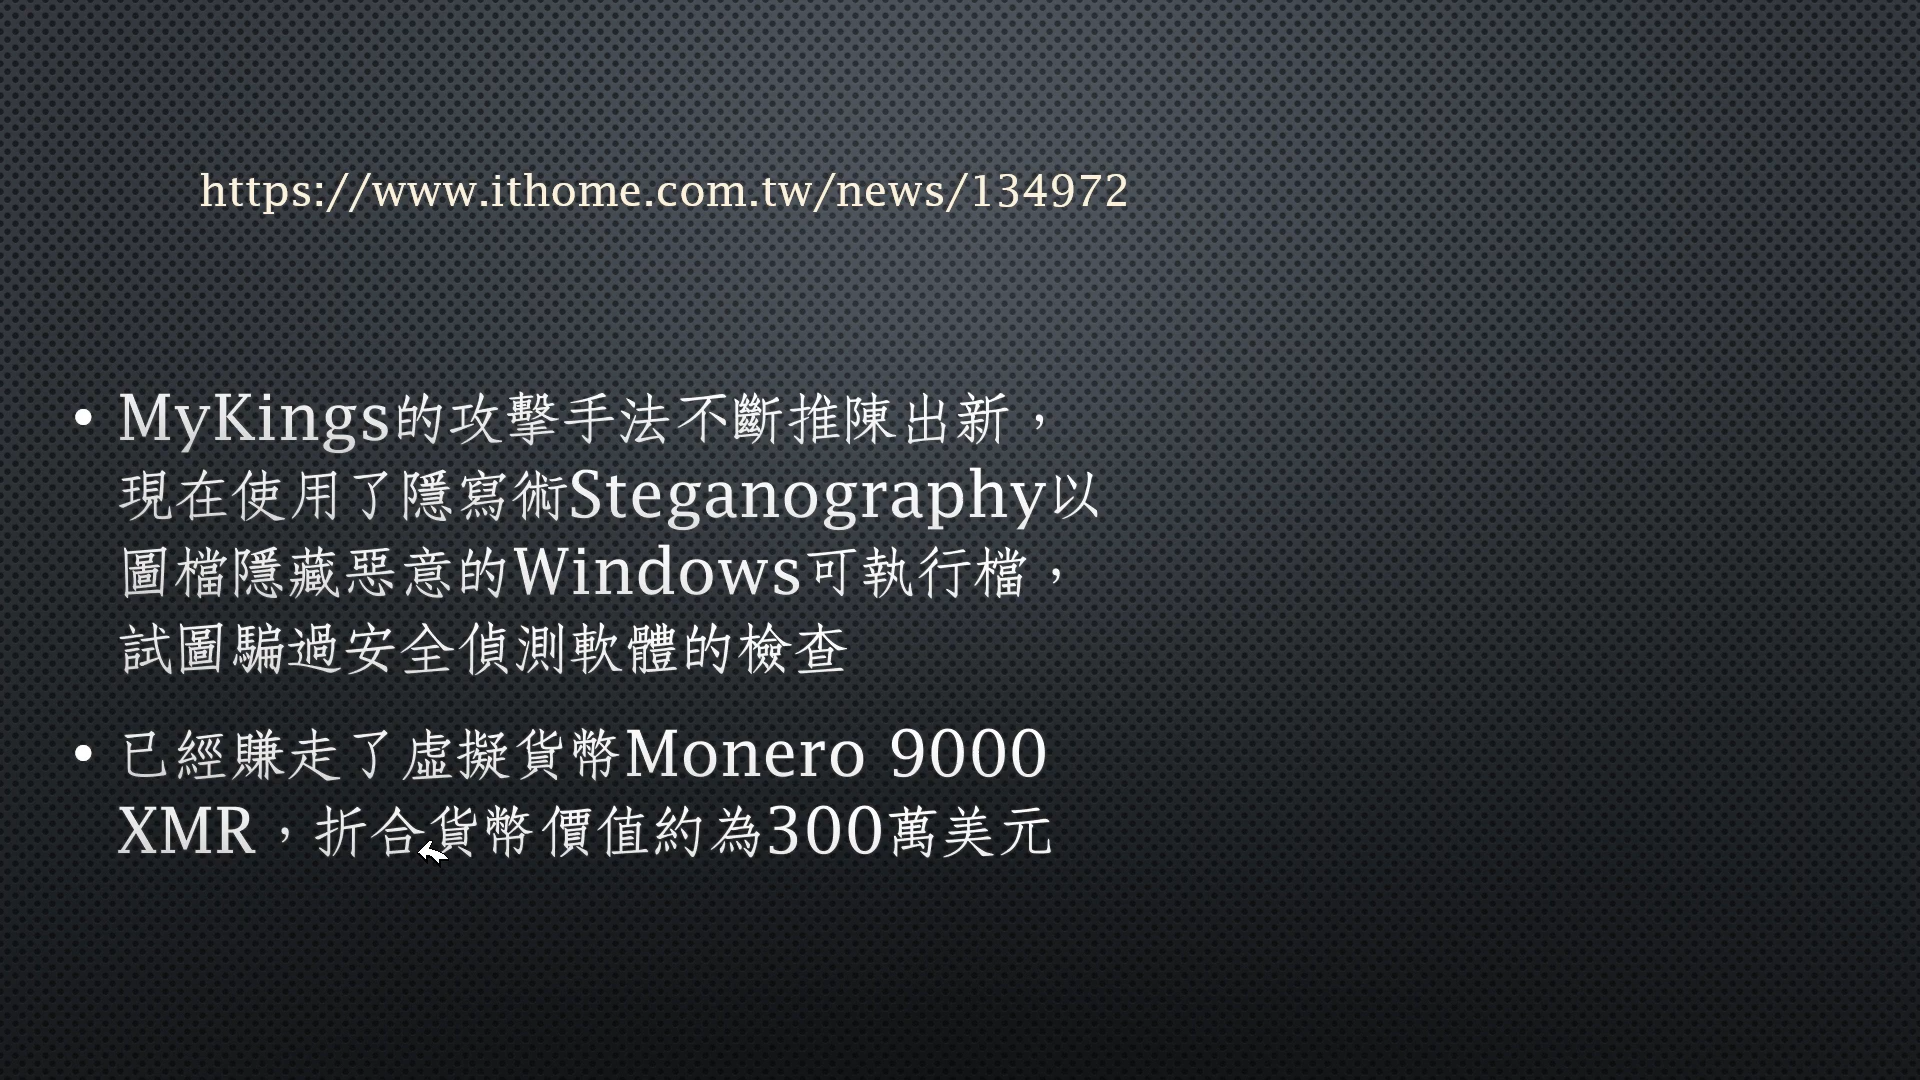 https://www.ithome.com.tw/news/134972
• MyKings的攻擊手法不斷推陳出新，
現在使用了隱寫術Steganography以
圖檔隱藏惡意的Windows可執行檔，
試圖騙過安全偵測軟體的檢查
• 已經賺走了虛擬貨幣Monero 9000
XMR，折合貨幣價值約為300萬美元